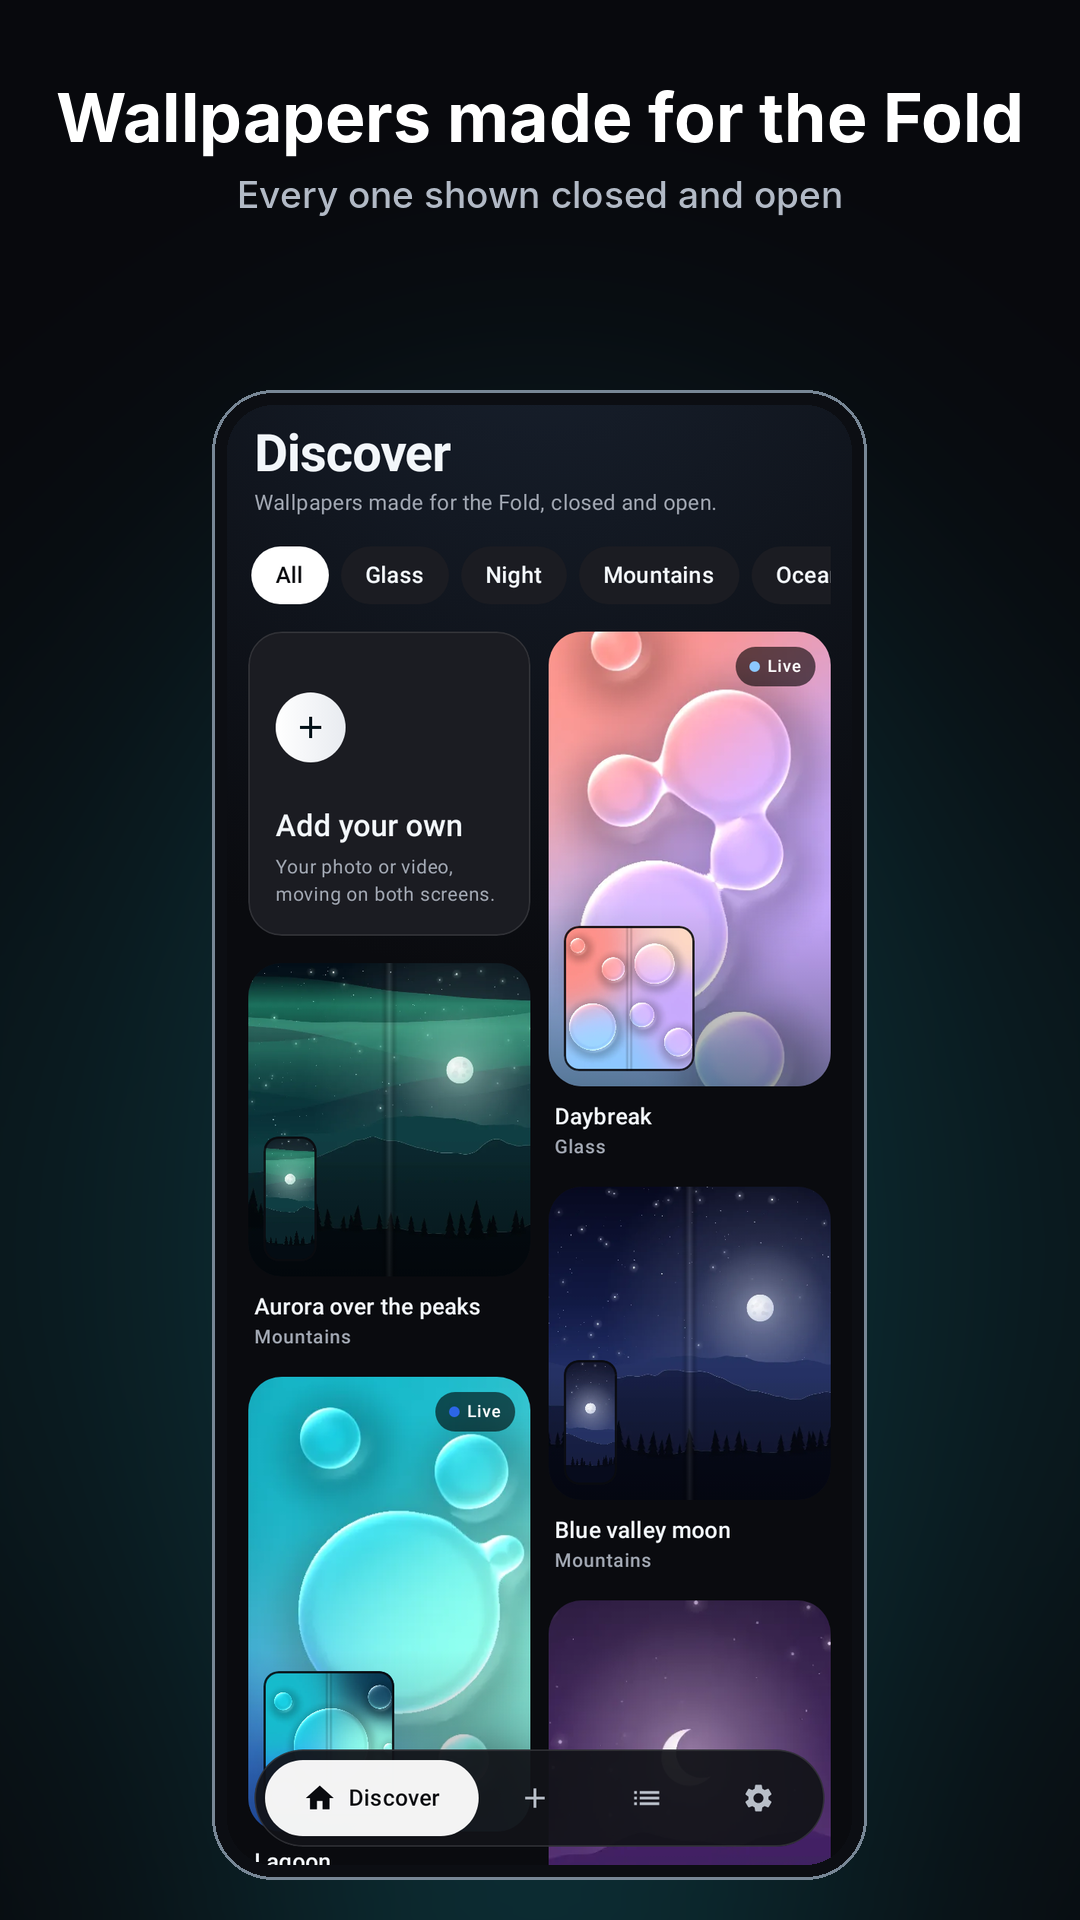 Wallpapers made for the Fold
Every one shown closed and open
Discover
Wallpapers made for the Fold, closed and open.
All
Glass
Night
Mountains
Ocea
Add your own
Your photo or video,
moving on both screens.
Live
Daybreak
Glass
Aurora over the peaks
Mountains
Live
Blue valley moon
Mountains
Discover
Lagoon